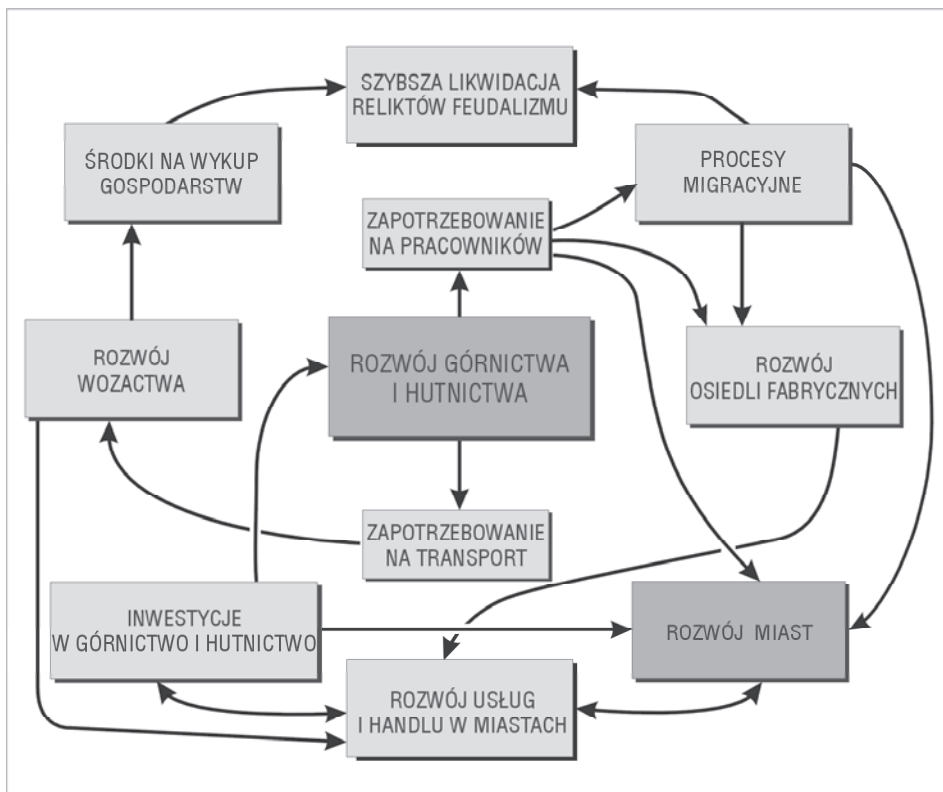 SZYBSZA LIKWIDACJA
RELIKTÓW FEUDALIZMU
ŚRODKI NA WYKUP
GOSPODARSTW
PROCESY
MIGRACYJNE
ZAPOTRZEBOWANIE
NA PRACOWNIKÓW
ROZWÓJ
WOZACTWA
ROZWÓJ GÓRNICTWA
I HUTNICTWA
ROZWÓJ
OSIEDLI FABRYCZNYCH
ZAPOTRZEBOWANIE
NA TRANSPORT
INWESTYCJE
W GÓRNICTWO I HUTNICTWO
ROZWÓJ MIAST
ROZWÓJ USŁUG
I HANDLU W MIASTACH